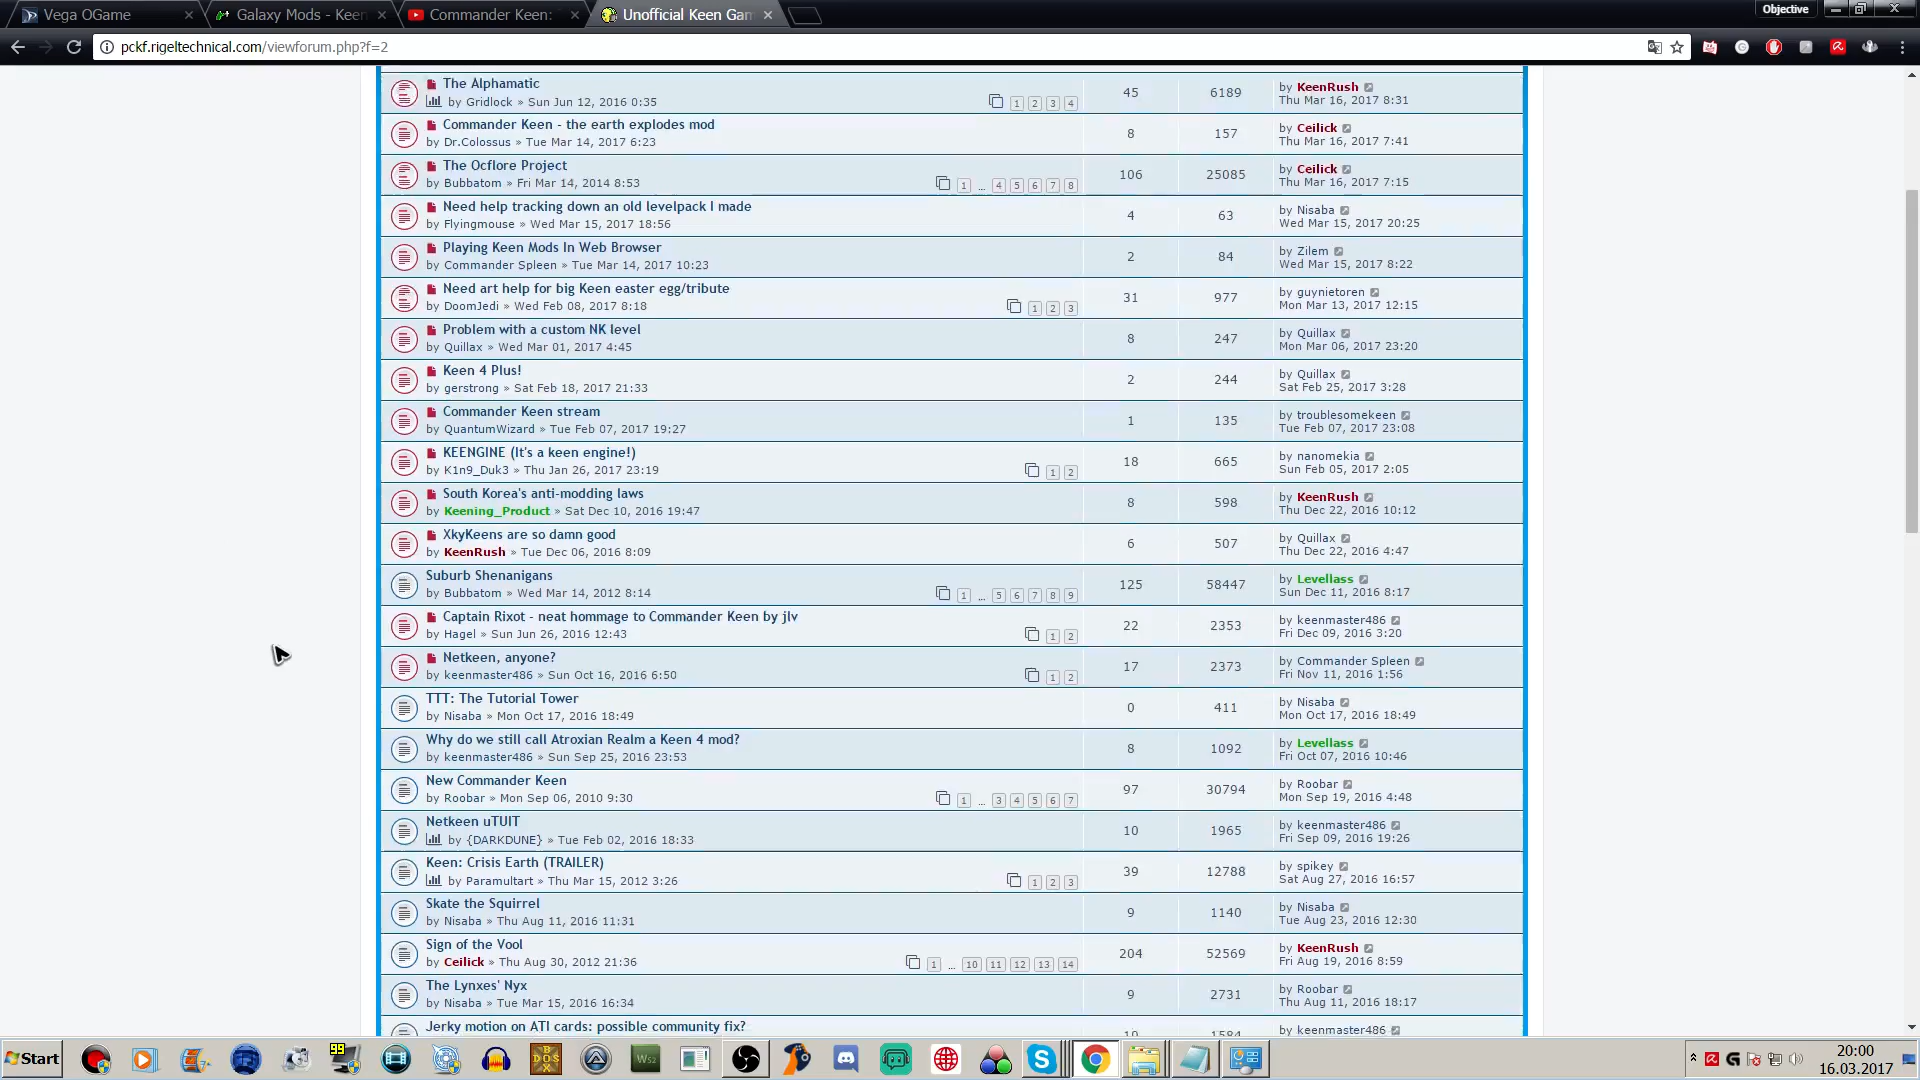 Vega OGame
Galaxy Mods - Keen
Commander Keen:
Unofficial Keen Gam
Objective
pckf.rigeltechnical.com/viewforum.php?f=2
The Alphamatic
by Gridlock » Sun Jun 12, 2016 0:35
1 2 3 4
45
6189
by KeenRush
Thu Mar 16, 2017 8:31
Commander Keen - the earth explodes mod
by Dr.Colossus » Tue Mar 14, 2017 6:23
8
157
by Ceilick
Thu Mar 16, 2017 7:41
The Ocflore Project
by Bubbatom » Fri Mar 14, 2014 8:53
1 ... 4 5 6 7 8
106
25085
by Ceilick
Thu Mar 16, 2017 7:15
Need help tracking down an old levelpack I made
by Flyingmouse » Wed Mar 15, 2017 18:56
4
63
by Nisaba
Wed Mar 15, 2017 20:25
Playing Keen Mods In Web Browser
by Commander Spleen » Tue Mar 14, 2017 10:23
2
84
by Zilem
Wed Mar 15, 2017 8:22
Need art help for big Keen easter egg/tribute
by DoomJedi » Wed Feb 08, 2017 8:18
1 2 3
31
977
by guynietoren
Mon Mar 13, 2017 12:15
Problem with a custom NK level
by Quillax » Wed Mar 01, 2017 4:45
8
247
by Quillax
Mon Mar 06, 2017 23:20
Keen 4 Plus!
by gerstrong » Sat Feb 18, 2017 21:33
2
244
by Quillax
Sat Feb 25, 2017 3:28
Commander Keen stream
by QuantumWizard » Tue Feb 07, 2017 19:27
1
135
by troublesomekeen
Tue Feb 07, 2017 23:08
KEENGINE (It's a keen engine!)
by K1n9_Duk3 » Thu Jan 26, 2017 23:19
1 2
18
665
by nanomekia
Sun Feb 05, 2017 2:05
South Korea's anti-modding laws
by Keening_Product » Sat Dec 10, 2016 19:47
8
598
by KeenRush
Thu Dec 22, 2016 10:12
XkyKeens are so damn good
by KeenRush » Tue Dec 06, 2016 8:09
6
507
by Quillax
Thu Dec 22, 2016 4:47
Suburb Shenanigans
by Bubbatom » Wed Mar 14, 2012 8:14
1 ... 5 6 7 8 9
125
58447
by Levellass
Sun Dec 11, 2016 8:17
Captain Rixot - neat hommage to Commander Keen by jlv
by Hagel » Sun Jun 26, 2016 12:43
1 2
22
2353
by keenmaster486
Fri Dec 09, 2016 3:20
Netkeen, anyone?
by keenmaster486 » Sun Oct 16, 2016 6:50
1 2
17
2373
by Commander Spleen
Fri Nov 11, 2016 1:56
TTT: The Tutorial Tower
by Nisaba » Mon Oct 17, 2016 18:49
0
411
by Nisaba
Mon Oct 17, 2016 18:49
Why do we still call Atroxian Realm a Keen 4 mod?
by keenmaster486 » Sun Sep 25, 2016 23:53
8
1092
by Levellass
Fri Oct 07, 2016 10:46
New Commander Keen
by Roobar » Mon Sep 06, 2010 9:30
1 ... 3 4 5 6 7
97
30794
by Roobar
Mon Sep 19, 2016 4:48
Netkeen uTUIT
by {DARKDUNE} » Tue Feb 02, 2016 18:33
10
1965
by keenmaster486
Fri Sep 09, 2016 19:26
Keen: Crisis Earth (TRAILER)
by Paramultart » Thu Mar 15, 2012 3:26
1 2 3
39
12788
by spikey
Sat Aug 27, 2016 16:57
Skate the Squirrel
by Nisaba » Thu Aug 11, 2016 11:31
9
1140
by Nisaba
Tue Aug 23, 2016 12:30
Sign of the Vool
by Ceilick » Thu Aug 30, 2012 21:36
1 ... 10 11 12 13 14
204
52569
by KeenRush
Fri Aug 19, 2016 8:59
The Lynxes' Nyx
by Nisaba » Tue Mar 15, 2016 16:34
9
2731
by Roobar
Thu Aug 11, 2016 18:17
Jerky motion on ATI cards: possible community fix?
10
1584
by keenmaster486
Start
99
DOS
BOX
Ws2
20:00
16.03.2017